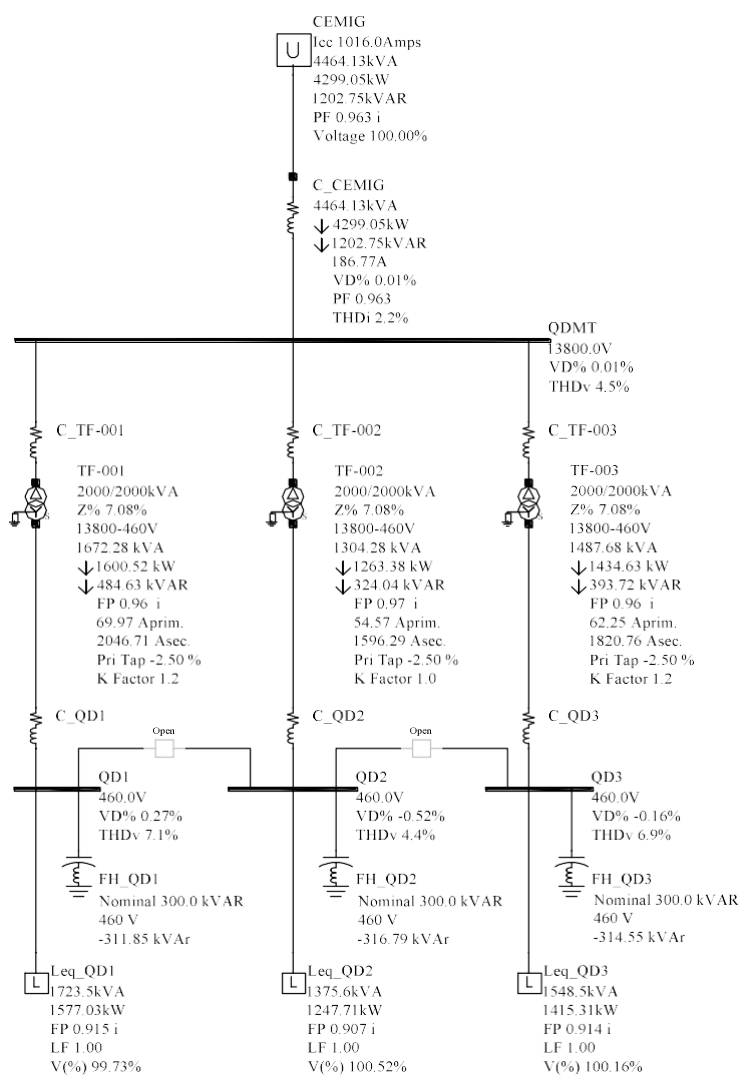 CEMIG
U
Icc 1016.0Amps
4464.13kVA
4299.05kW
1202.75kVAR
PF 0.963 i
Voltage 100.00%
C_CEMIG
4464.13kVA
4299.05kW
1202.75kVAR
186.77A
VD% 0.01%
PF 0.963
THDi 2.2%
QDMT
13800.0V
VD% 0.01%
THDv 4.5%
C_TF-001
C_TF-002
C_TF-003
TF-001
2000/2000kVA
Z% 7.08%
13800-460V
1672.28 kVA
1600.52 kW
484.63 kVAR
FP 0.96 i
69.97 Aprim.
2046.71 Asec.
Pri Tap -2.50 %
K Factor 1.2
S
TF-002
2000/2000kVA
Z% 7.08%
13800-460V
1304.28 kVA
1263.38 kW
324.04 kVAR
FP 0.97 i
54.57 Aprim.
1596.29 Asec.
Pri Tap -2.50 %
K Factor 1.0
S
TF-003
2000/2000kVA
Z% 7.08%
13800-460V
1487.68 kVA
1434.63 kW
393.72 kVAR
FP 0.96 i
62.25 Aprim.
1820.76 Asec.
Pri Tap -2.50 %
K Factor 1.2
S
C_QD1
Open
C_QD2
Open
C_QD3
QD1
460.0V
VD% 0.27%
THDv 7.1%
QD2
460.0V
VD% -0.52%
THDv 4.4%
QD3
460.0V
VD% -0.16%
THDv 6.9%
FH_QD1
Nominal 300.0 kVAR
460 V
-311.85 kVAr
FH_QD2
Nominal 300.0 kVAR
460 V
-316.79 kVAr
FH_QD3
Nominal 300.0 kVAR
460 V
-314.55 kVAr
L
Leq_QD1
1723.5kVA
1577.03kW
FP 0.915 i
LF 1.00
V(%) 99.73%
L
Leq_QD2
1375.6kVA
1247.71kW
FP 0.907 i
LF 1.00
V(%) 100.52%
L
Leq_QD3
1548.5kVA
1415.31kW
FP 0.914 i
LF 1.00
V(%) 100.16%